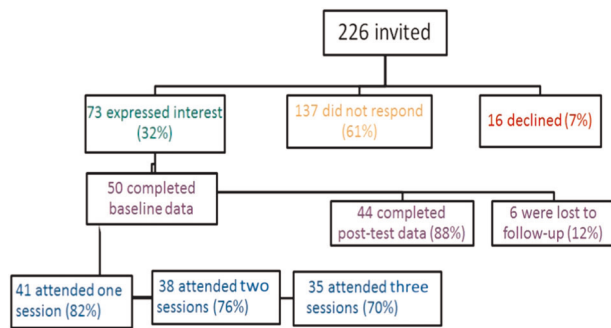 226 invited
73 expressed interest
(32%)
137 did not respond
(61%)
16 declined (7%)
50 completed
baseline data
44 completed
post-test data (88%)
6 were lost to
follow-up (12%)
41 attended one
session (82%)
38 attended two
sessions (76%)
35 attended three
sessions (70%)